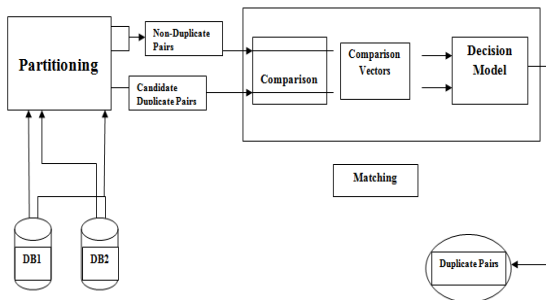 Partitioning
Non-Duplicate
Pairs
Candidate
Duplicate Pairs
Comparison
Comparison
Vectors
Decision
Model
Matching
DB1
DB2
Duplicate Pairs